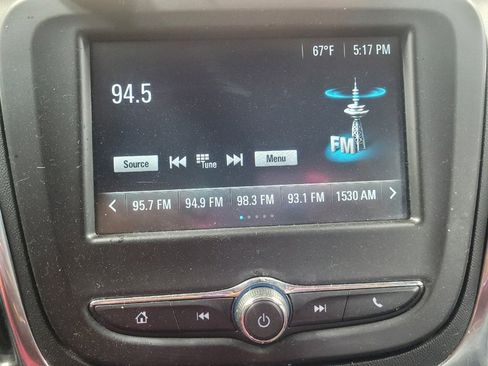 67°F 5:17 PM
94.5
FM
Source Tune Menu
95.7 FM 94.9 FM 98.3 FM 93.1 FM 1530 AM